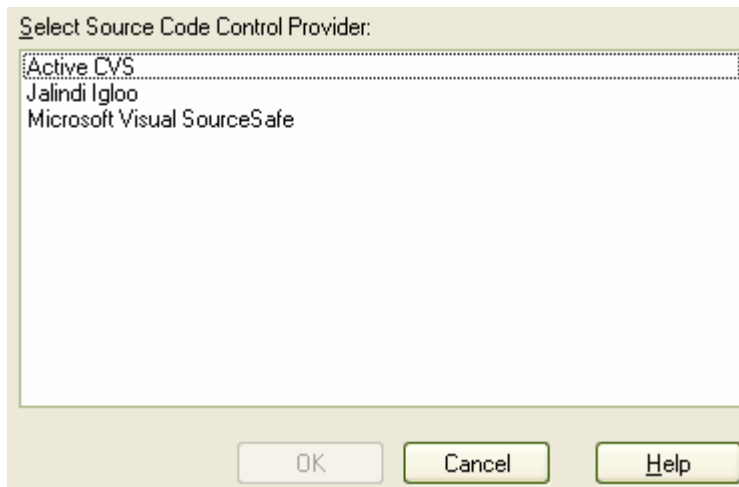 Select Source Code Control Provider:
Active CVS
Jalindi Igloo
Microsoft Visual SourceSafe
OK
Cancel
Help